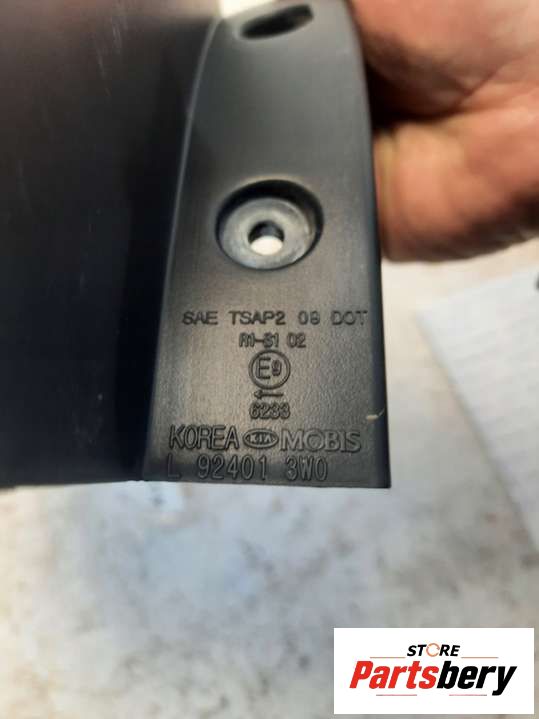 SAE TSAP2 09 DOT
R1-S1 02
E9
←
6233
KOREA KIA MOBIS
L 92401 3W0
STORE
Partsbery